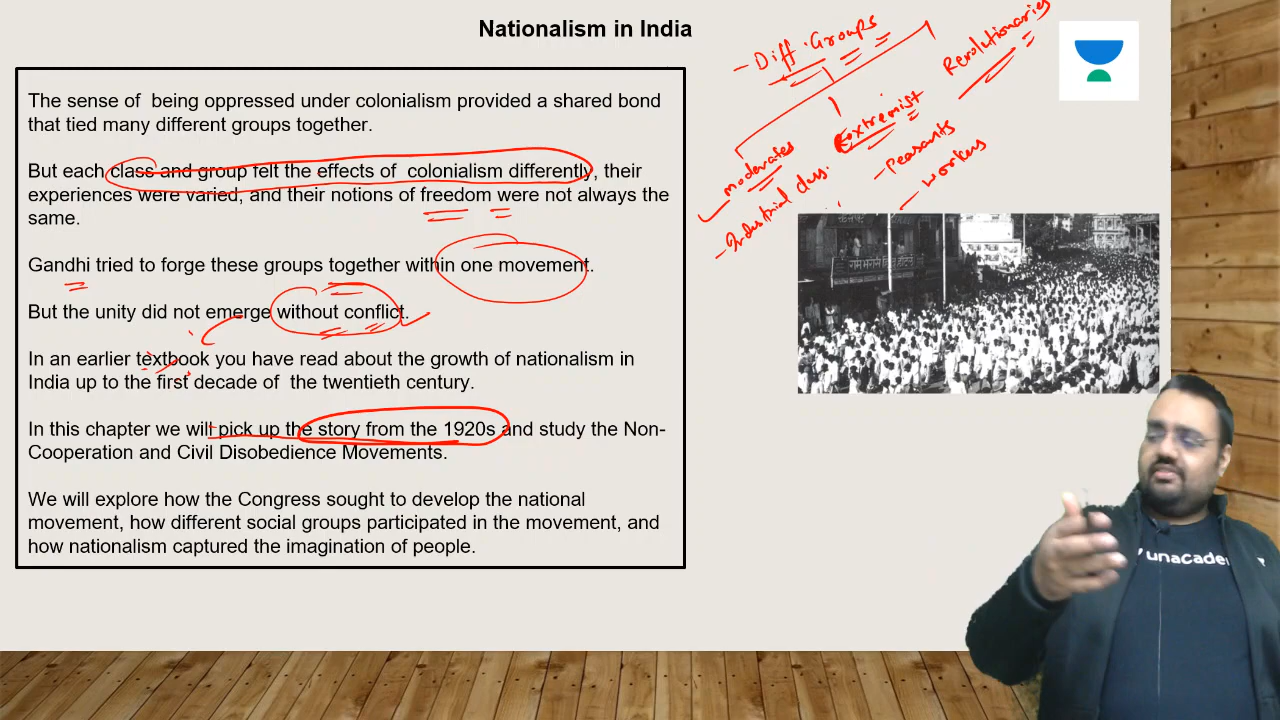 Nationalism in India
The sense of being oppressed under colonialism provided a shared bond
that tied many different groups together.
But each class and group felt the effects of colonialism differently, their
experiences were varied, and their notions of freedom were not always the
same.
Gandhi tried to forge these groups together within one movement.
But the unity did not emerge without conflict.
In an earlier textbook you have read about the growth of nationalism in
India up to the first decade of the twentieth century.
In this chapter we will pick up the story from the 1920s and study the Non-
Cooperation and Civil Disobedience Movements.
We will explore how the Congress sought to develop the national
movement, how different social groups participated in the movement, and
how nationalism captured the imagination of people.
- Diff. Groups
Revolutionaries
moderates
Extremist
- Industrial class.
- Peasants
- workers
unacade